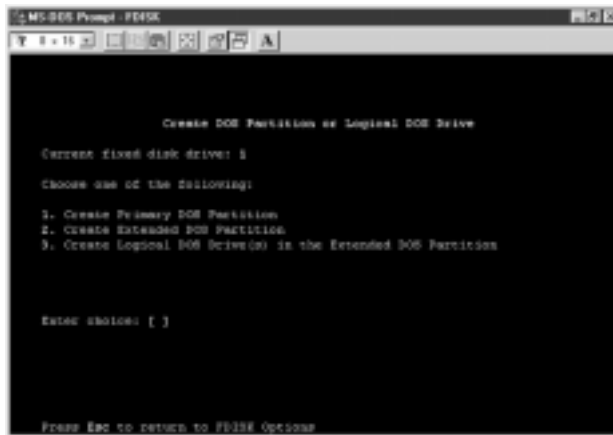 MS-DOS Prompt - FDISK
T 8 x 16 A
Create DOS Partition or Logical DOS Drive
Current fixed disk drive: 1
Choose one of the following:
1. Create Primary DOS Partition
2. Create Extended DOS Partition
3. Create Logical DOS Drive(s) in the Extended DOS Partition
Enter choice: [ ]
Press Esc to return to FDISK Options